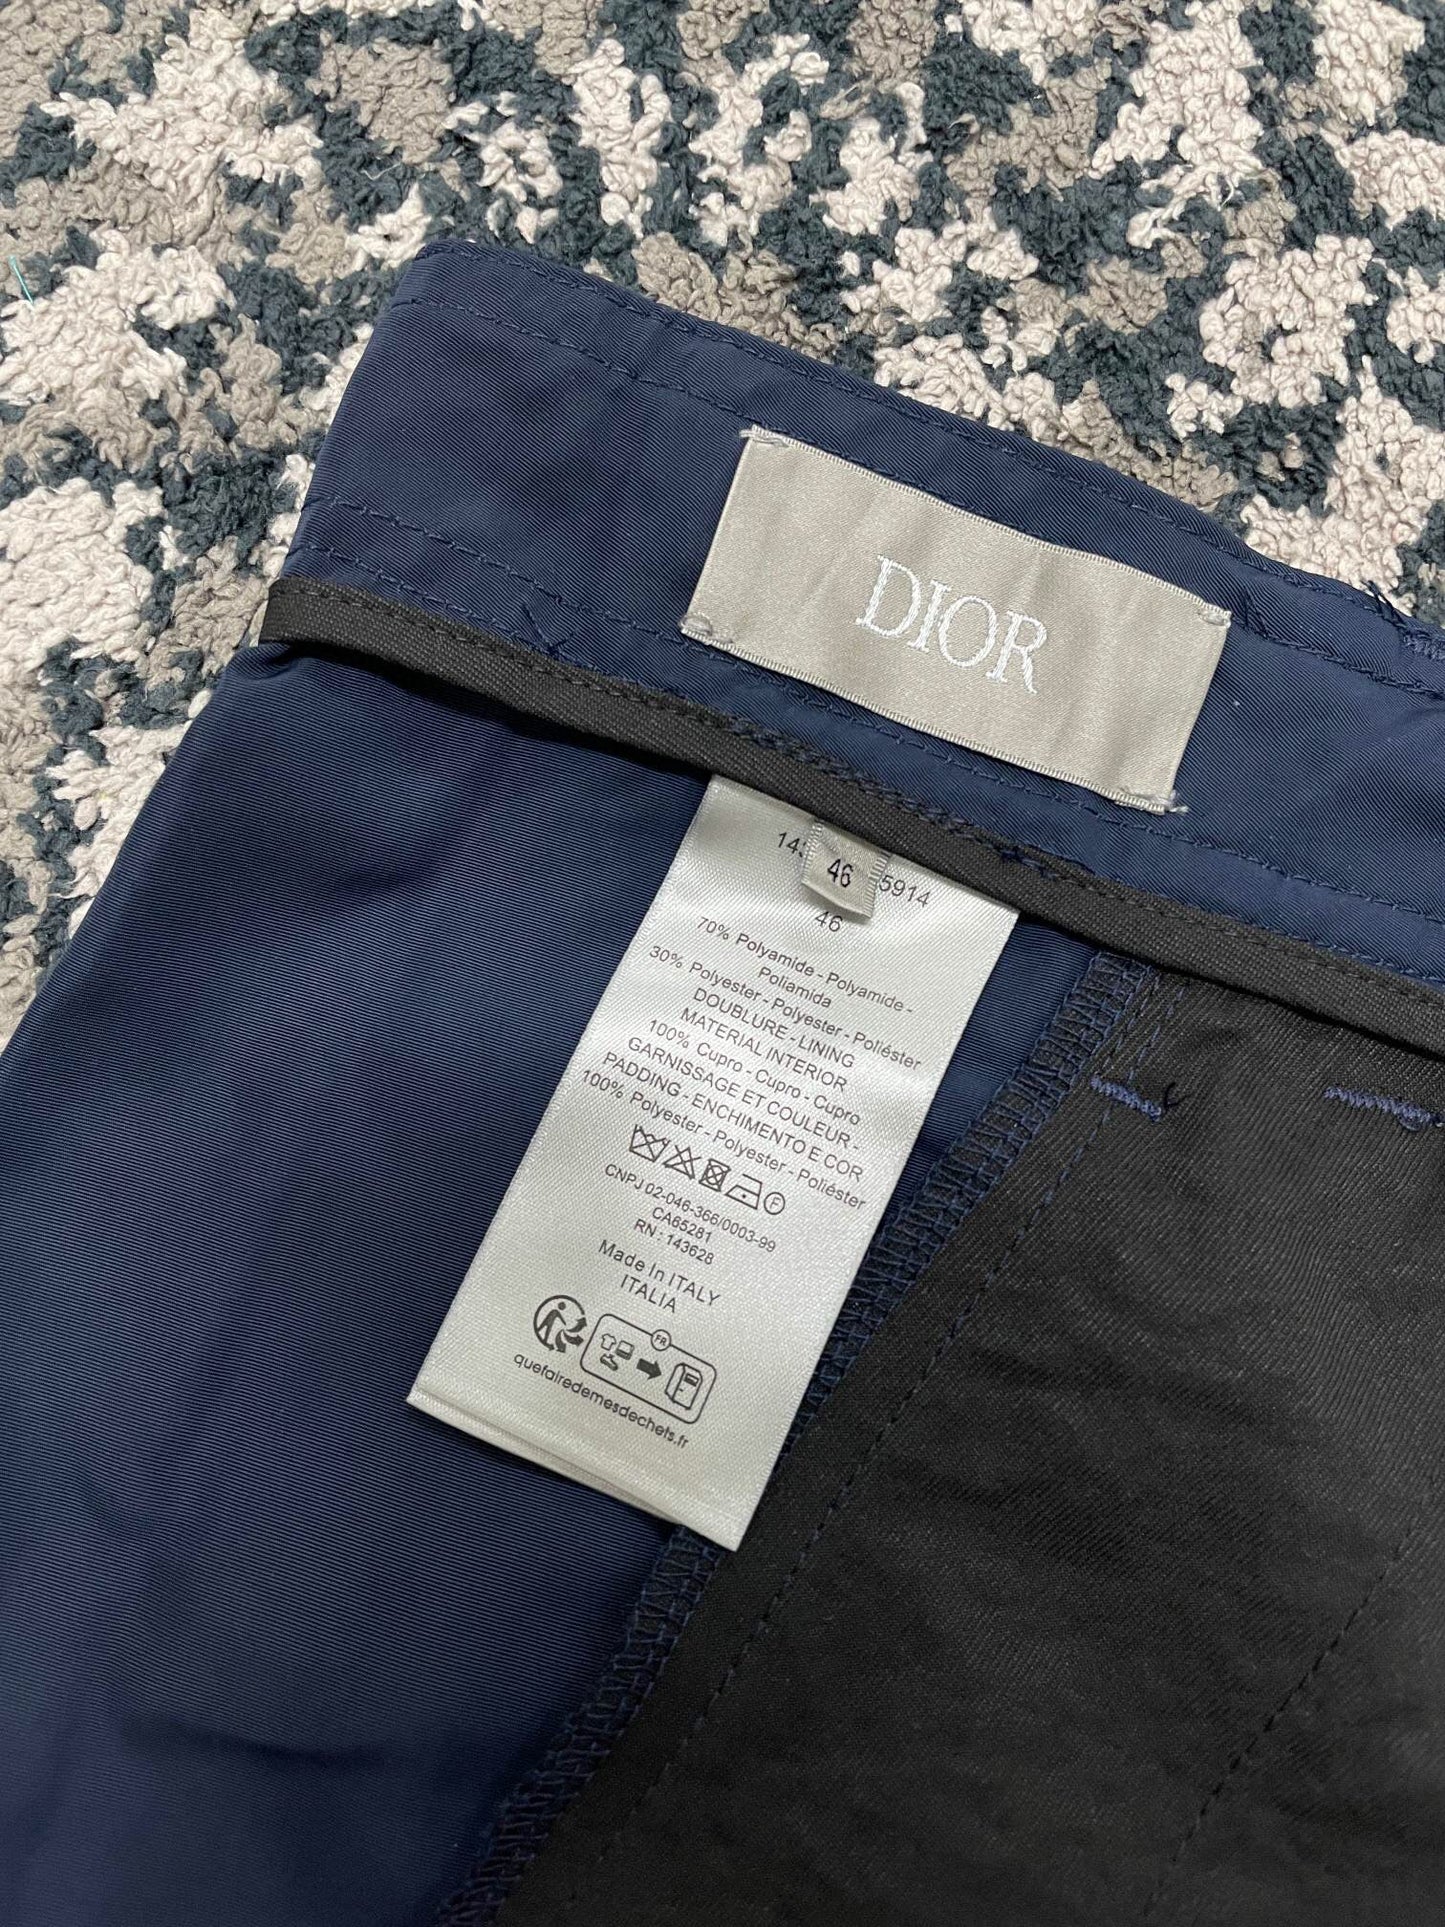 DIOR
46
5914
46
70% Polyamide - Polyamide -
Poliamida
30% Polyester - Polyester - Poliéster
DOUBLURE - LINING
MATERIAL INTERIOR
100% Cupro - Cupro - Cupro
GARNISSAGE ET COULEUR -
PADDING - ENCHIMENTO E COR
100% Polyester - Polyester - Poliéster
F
CNPJ 02-046-366/0003-99
CA65281
RN : 143628
Made In ITALY
ITALIA
FR
quefairedemesdechets.fr